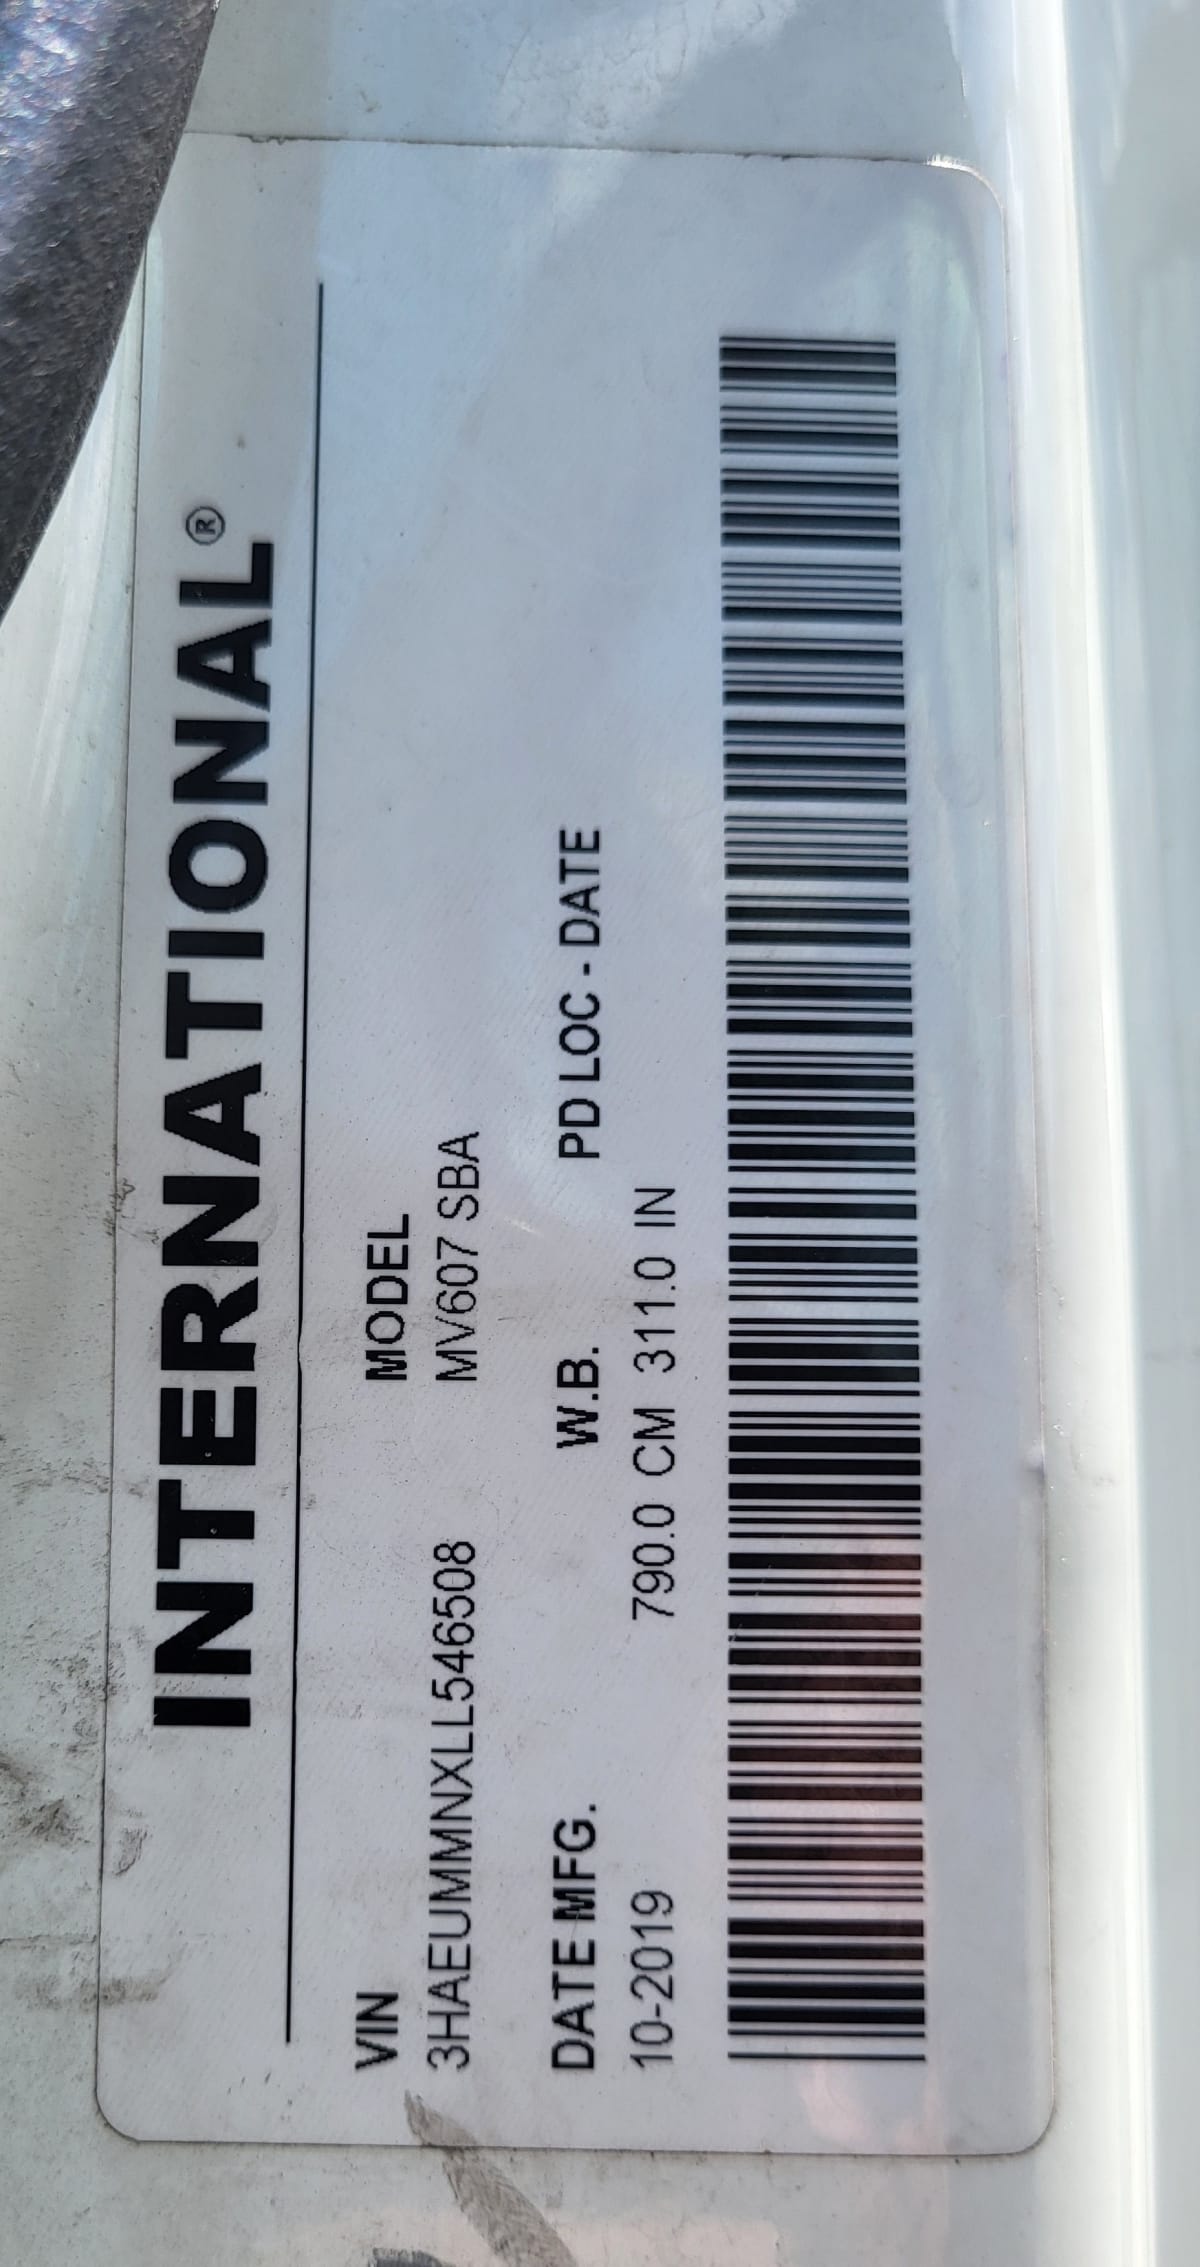 INTERNATIONAL®
VIN MODEL
3HAEUMMNXLL546508 MV607 SBA
DATE MFG. W.B. PD LOC - DATE
10-2019 790.0 CM 311.0 IN